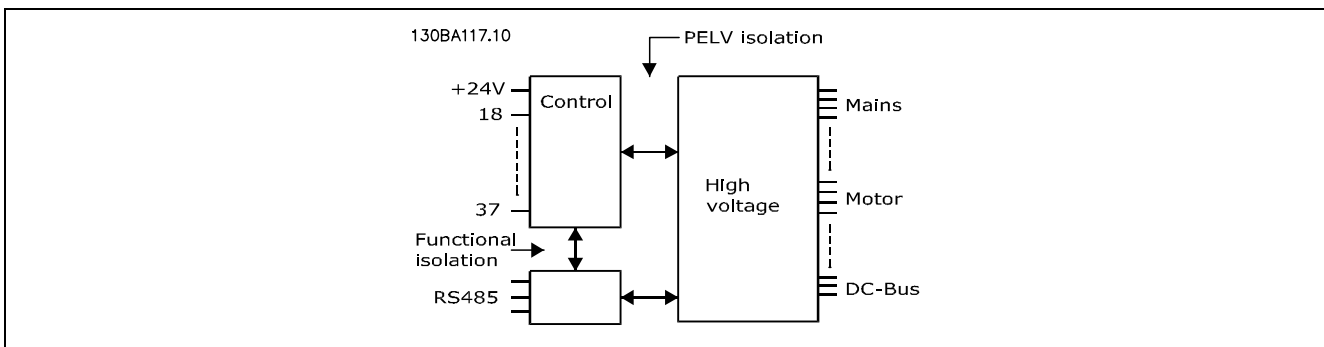 130BA117.10
PELV isolation
+24V
18
37
Control
High
voltage
Mains
Motor
DC-Bus
Functional
isolation
RS485